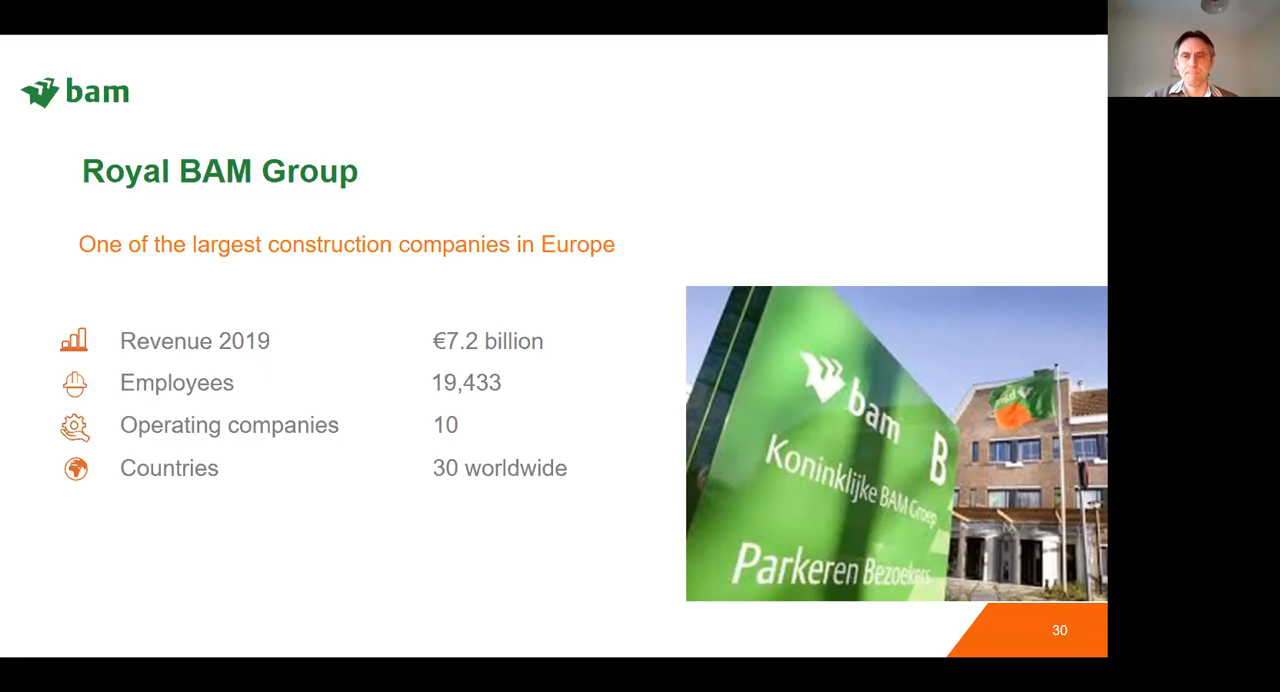 bam
Royal BAM Group
One of the largest construction companies in Europe
Revenue 2019 €7.2 billion
Employees 19,433
Operating companies 10
Countries 30 worldwide
bam
B
Koninklijke BAM Groep
Parkeren Bezoekers
bam
30